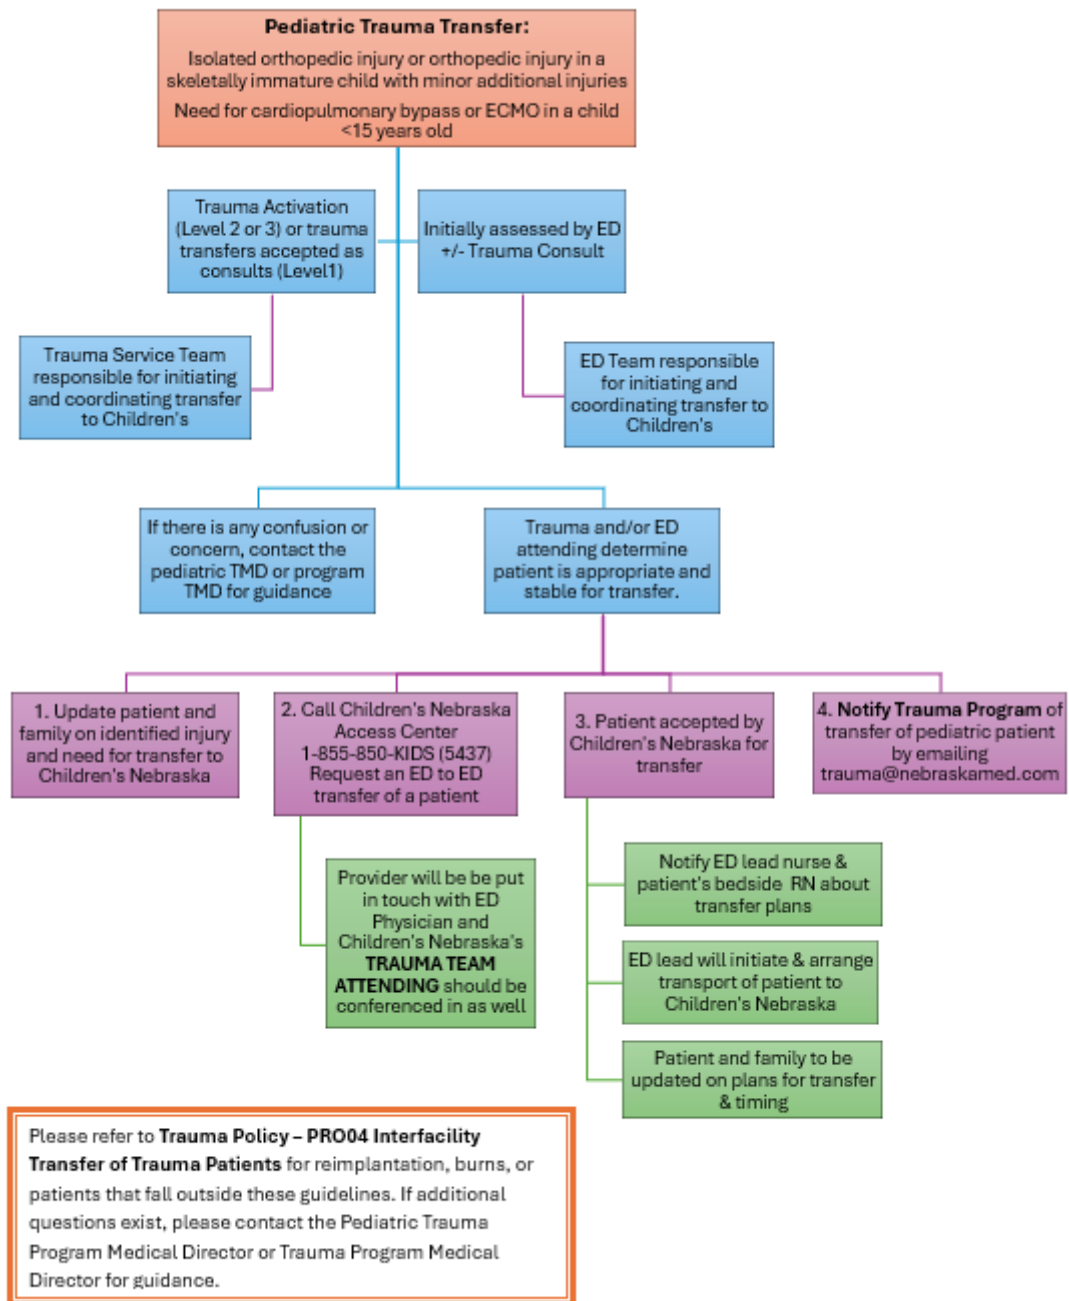 Pediatric Trauma Transfer:
Isolated orthopedic injury or orthopedic injury in a
skeletally immature child with minor additional injuries
Need for cardiopulmonary bypass or ECMO in a child
<15 years old
Trauma Activation
(Level 2 or 3) or trauma
transfers accepted as
consults (Level1)
Initially assessed by ED
+/- Trauma Consult
Trauma Service Team
responsible for initiating
and coordinating transfer
to Children's
ED Team responsible
for initiating and
coordinating transfer to
Children's
If there is any confusion or
concern, contact the
pediatric TMD or program
TMD for guidance
Trauma and/or ED
attending determine
patient is appropriate and
stable for transfer.
1. Update patient and
family on identified injury
and need for transfer to
Children's Nebraska
2. Call Children's Nebraska
Access Center
1-855-850-KIDS (5437)
Request an ED to ED
transfer of a patient
3. Patient accepted by
Children's Nebraska for
transfer
4. Notify Trauma Program of
transfer of pediatric patient
by emailing
trauma@nebraskamed.com
Provider will be be put
in touch with ED
Physician and
Children's Nebraska's
TRAUMA TEAM
ATTENDING should be
conferenced in as well
Notify ED lead nurse &
patient's bedside RN about
transfer plans
ED lead will initiate & arrange
transport of patient to
Children's Nebraska
Patient and family to be
updated on plans for transfer
& timing
Please refer to Trauma Policy – PRO04 Interfacility
Transfer of Trauma Patients for reimplantation, burns, or
patients that fall outside these guidelines. If additional
questions exist, please contact the Pediatric Trauma
Program Medical Director or Trauma Program Medical
Director for guidance.